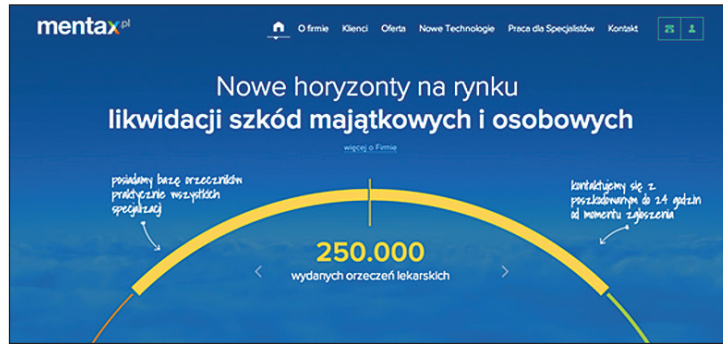 mentax.pl
O firmie Klienci Oferta Nowe Technologie Praca dla Specjalistów Kontakt
Nowe horyzonty na rynku
likwidacji szkód majątkowych i osobowych
więcej o Firmie
posiadamy bazę orzeczników
praktycznie wszystkich
specjalizacji
kontaktujemy się z
poszkodowanym do 24 godzin
od momentu zgłoszenia
250.000
wydanych orzeczeń lekarskich